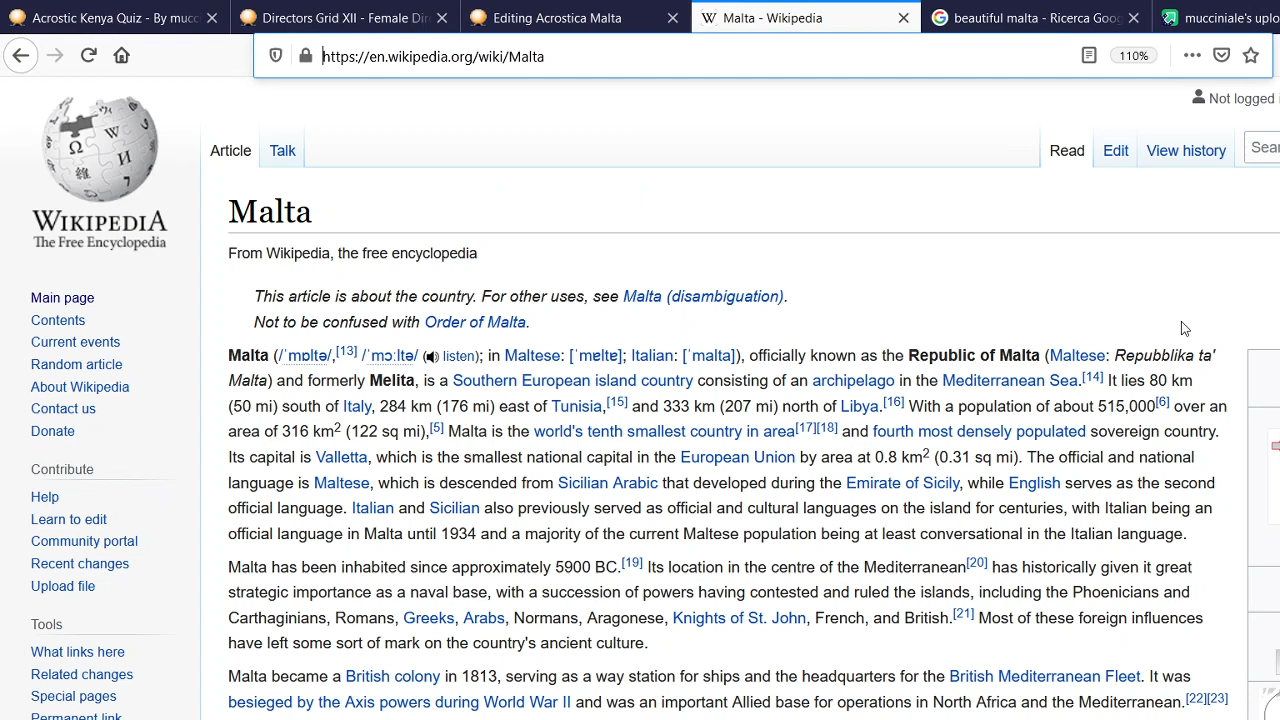 Acrostic Kenya Quiz - By mucc
Directors Grid XII - Female Dir
Editing Acrostica Malta
Malta - Wikipedia
beautiful malta - Ricerca Goog
mucciniale's uplo
https://en.wikipedia.org/wiki/Malta
110%
Not logged
Article
Talk
Read
Edit
View history
Sear
WIKIPEDIA
The Free Encyclopedia
Malta
From Wikipedia, the free encyclopedia
Main page
Contents
Current events
Random article
About Wikipedia
Contact us
Donate
Contribute
Help
Learn to edit
Community portal
Recent changes
Upload file
Tools
What links here
Related changes
Special pages
Permanent link
This article is about the country. For other uses, see Malta (disambiguation).
Not to be confused with Order of Malta.
Malta (/ˈmɒltə/,[13] /ˈmɔːltə/ (listen); in Maltese: [ˈmɐltɐ]; Italian: [ˈmalta]), officially known as the Republic of Malta (Maltese: Repubblika ta'
Malta) and formerly Melita, is a Southern European island country consisting of an archipelago in the Mediterranean Sea.[14] It lies 80 km
(50 mi) south of Italy, 284 km (176 mi) east of Tunisia,[15] and 333 km (207 mi) north of Libya.[16] With a population of about 515,000[6] over an
area of 316 km2 (122 sq mi),[5] Malta is the world's tenth smallest country in area[17][18] and fourth most densely populated sovereign country.
Its capital is Valletta, which is the smallest national capital in the European Union by area at 0.8 km2 (0.31 sq mi). The official and national
language is Maltese, which is descended from Sicilian Arabic that developed during the Emirate of Sicily, while English serves as the second
official language. Italian and Sicilian also previously served as official and cultural languages on the island for centuries, with Italian being an
official language in Malta until 1934 and a majority of the current Maltese population being at least conversational in the Italian language.
Malta has been inhabited since approximately 5900 BC.[19] Its location in the centre of the Mediterranean[20] has historically given it great
strategic importance as a naval base, with a succession of powers having contested and ruled the islands, including the Phoenicians and
Carthaginians, Romans, Greeks, Arabs, Normans, Aragonese, Knights of St. John, French, and British.[21] Most of these foreign influences
have left some sort of mark on the country's ancient culture.
Malta became a British colony in 1813, serving as a way station for ships and the headquarters for the British Mediterranean Fleet. It was
besieged by the Axis powers during World War II and was an important Allied base for operations in North Africa and the Mediterranean.[22][23]